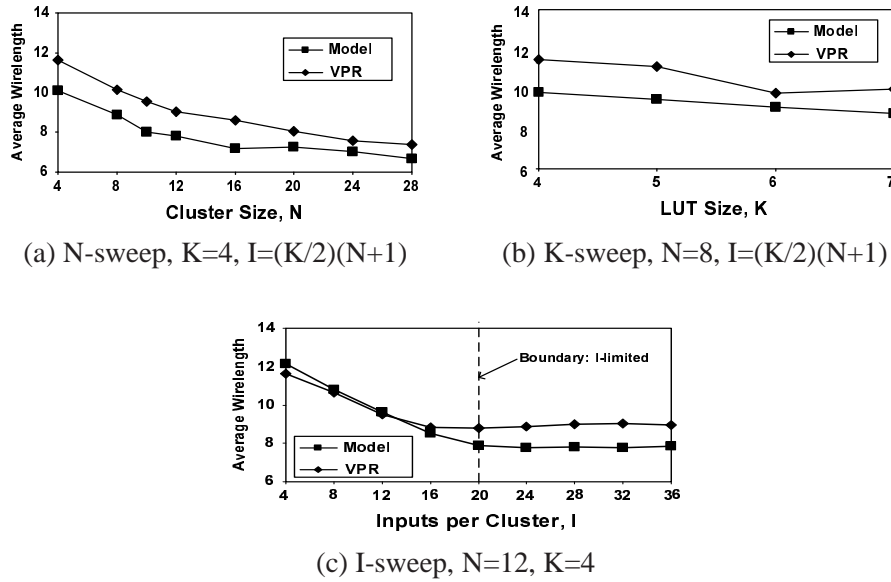 14
12
10
8
6
Average Wirelength
Model
VPR
4 8 12 16 20 24 28
Cluster Size, N
(a) N-sweep, K=4, I=(K/2)(N+1)
14
12
10
8
6
Average Wirelength
Model
VPR
4 5 6 7
LUT Size, K
(b) K-sweep, N=8, I=(K/2)(N+1)
14
12
10
8
6
Average Wirelength
Boundary: I-limited
Model
VPR
4 8 12 16 20 24 28 32 36
Inputs per Cluster, I
(c) I-sweep, N=12, K=4